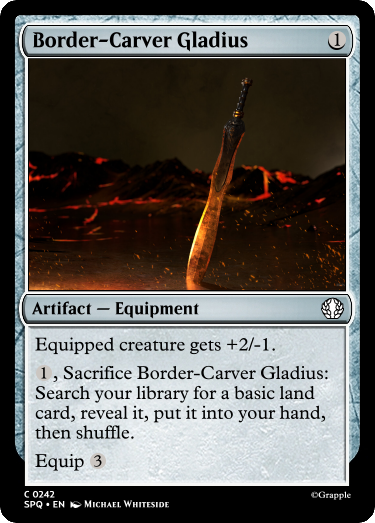 Border-Carver Gladius 1
Artifact — Equipment
Equipped creature gets +2/-1.
1, Sacrifice Border-Carver Gladius:
Search your library for a basic land
card, reveal it, put it into your hand,
then shuffle.
Equip 3
C 0242
SPQ • EN Michael Whiteside
©Grapple